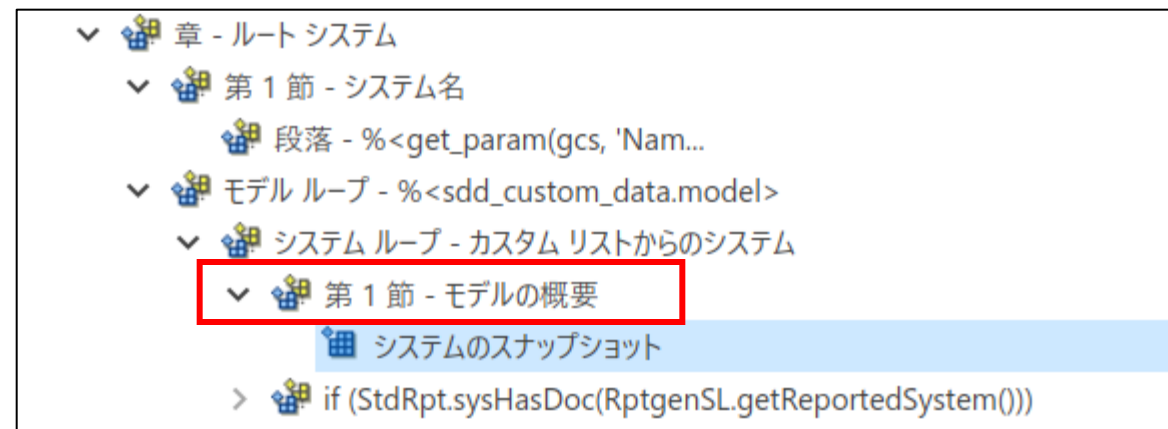 章 - ルート システム
第 1 節 - システム名
段落 - %<get_param(gcs, 'Nam...
モデル ループ - %<sdd_custom_data.model>
システム ループ - カスタム リストからのシステム
第 1 節 - モデルの概要
システムのスナップショット
if (StdRpt.sysHasDoc(RptgenSL.getReportedSystem()))